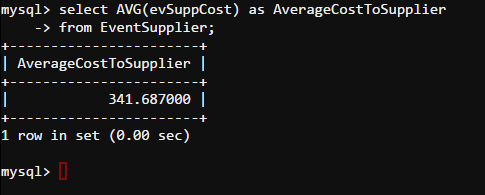 mysql> select AVG(evSuppCost) as AverageCostToSupplier
    -> from EventSupplier;
+-----------------------+
| AverageCostToSupplier |
+-----------------------+
|            341.687000 |
+-----------------------+
1 row in set (0.00 sec)

mysql>